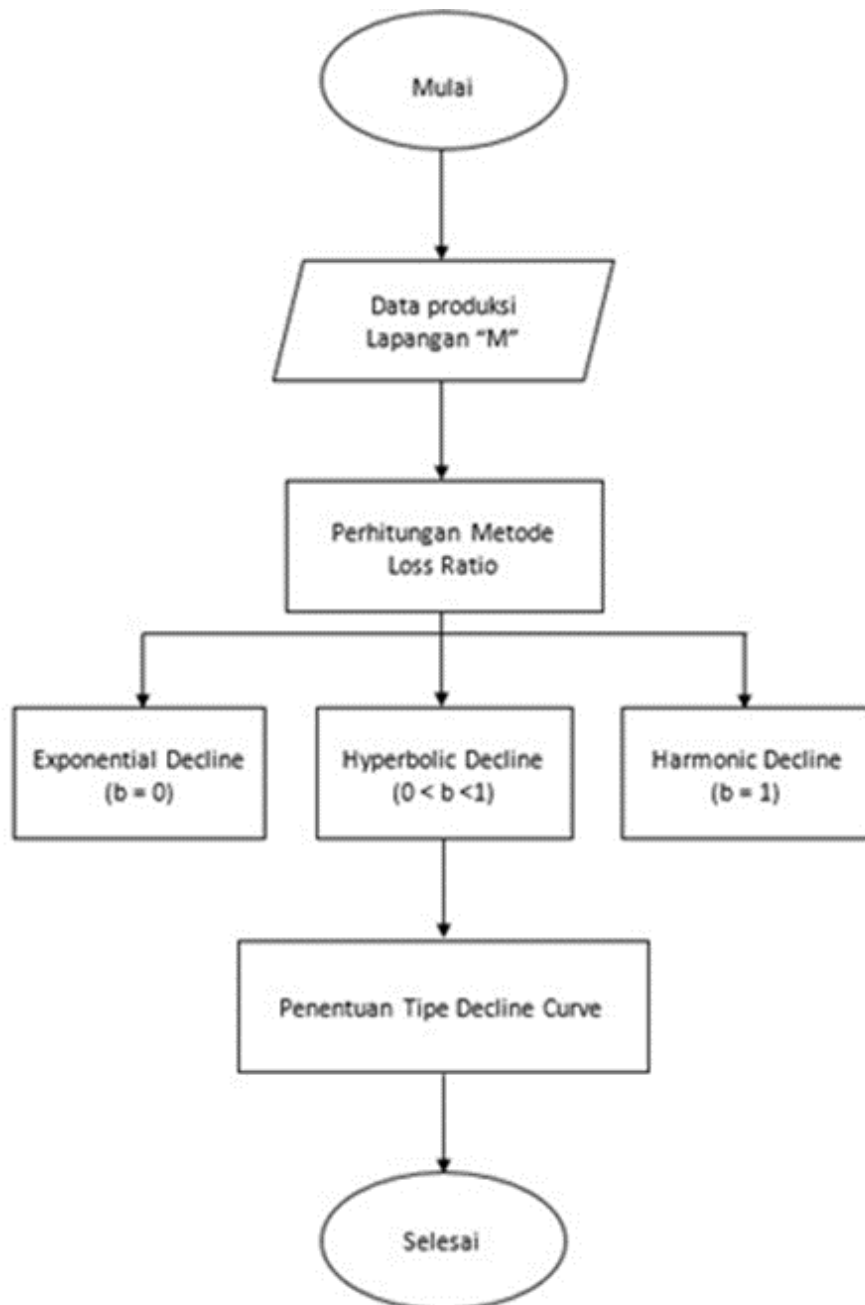 Mulai
Data produksi
Lapangan “M”
Perhitungan Metode
Loss Ratio
Exponential Decline
(b = 0)
Hyperbolic Decline
(0 < b <1)
Harmonic Decline
(b = 1)
Penentuan Tipe Decline Curve
Selesai